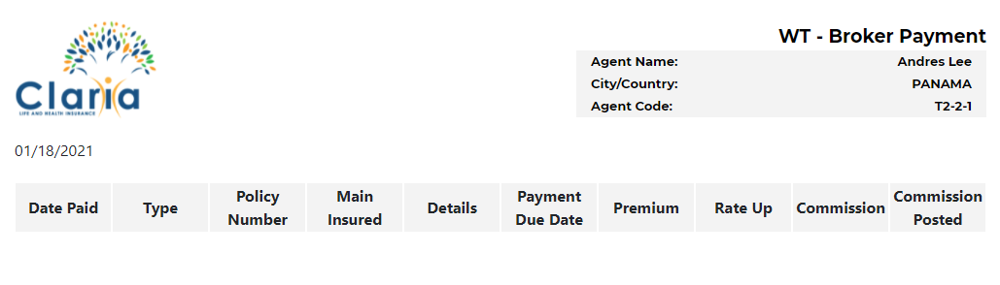 Claria
LIFE AND HEALTH INSURANCE
WT - Broker Payment
Agent Name: Andres Lee
City/Country: PANAMA
Agent Code: T2-2-1
01/18/2021
Date Paid Type Policy Number Main Insured Details Payment Due Date Premium Rate Up Commission Commission Posted